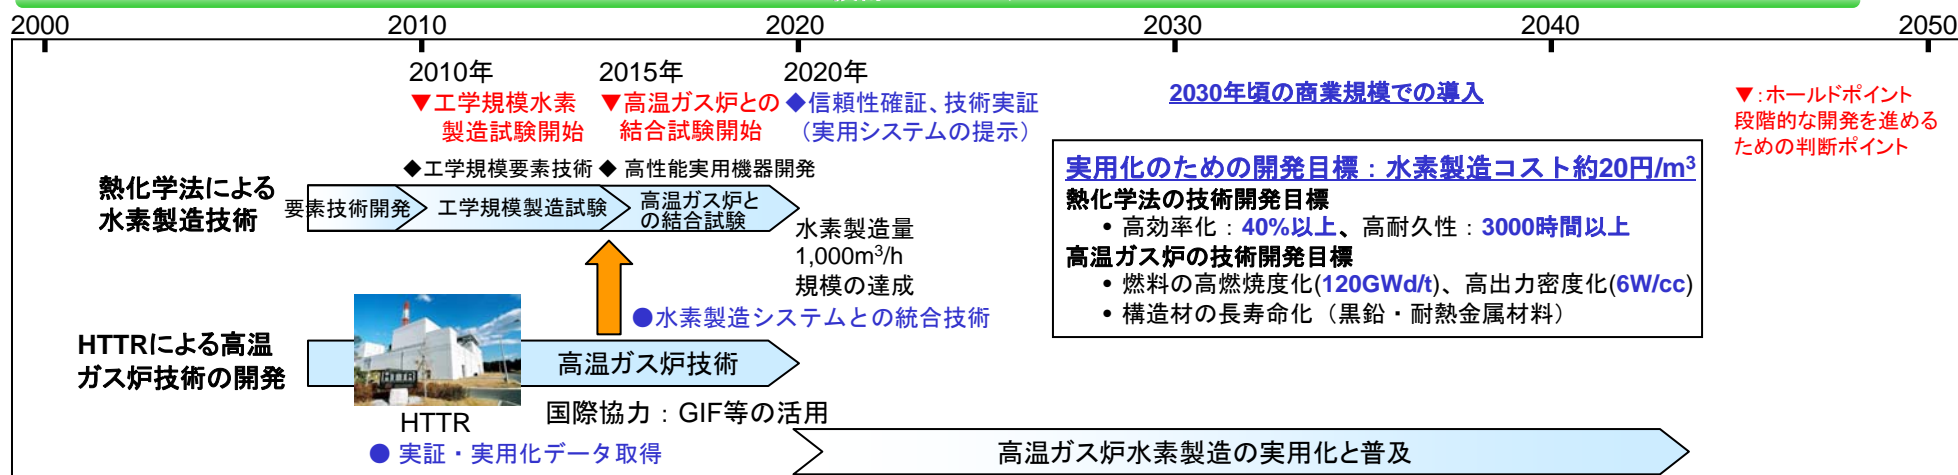 2000 2010 2020 2030 2040 2050
2010年 2015年 2020年
▼工学規模水素
製造試験開始
▼高温ガス炉との
結合試験開始
◆信頼性確証、技術実証
（実用システムの提示）
2030年頃の商業規模での導入
▼：ホールドポイント
段階的な開発を進める
ための判断ポイント
◆工学規模要素技術 ◆ 高性能実用機器開発
熱化学法による
水素製造技術
要素技術開発
工学規模製造試験
高温ガス炉と
の結合試験
水素製造量
1,000m³/h
規模の達成
実用化のための開発目標：水素製造コスト約20円/m³
熱化学法の技術開発目標
• 高効率化：40%以上、高耐久性：3000時間以上
高温ガス炉の技術開発目標
• 燃料の高燃焼度化(120GWd/t)、高出力密度化(6W/cc)
• 構造材の長寿命化（黒鉛・耐熱金属材料）
●水素製造システムとの統合技術
HTTRによる高温
ガス炉技術の開発
HTTR
高温ガス炉技術
HTTR
国際協力：GIF等の活用
● 実証・実用化データ取得
高温ガス炉水素製造の実用化と普及